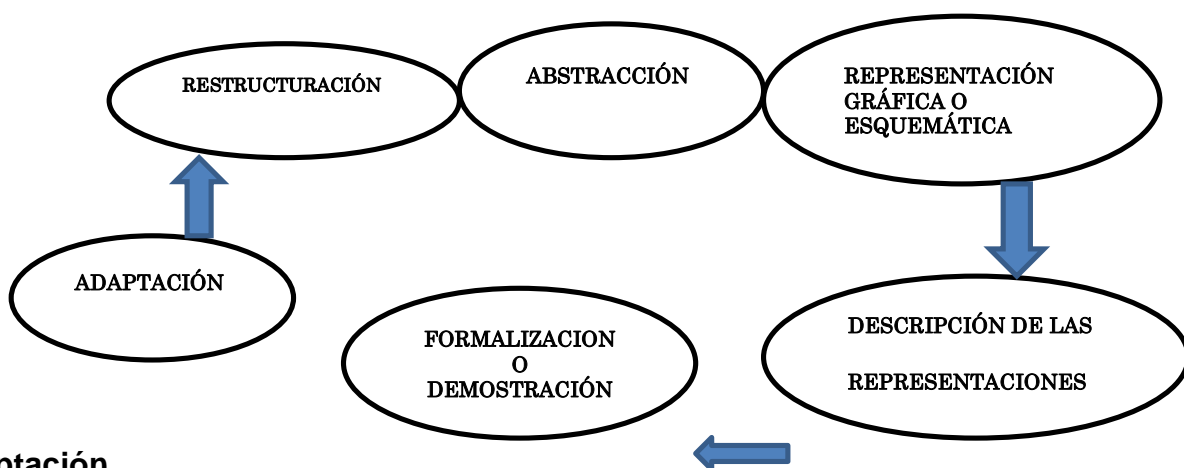 RESTRUCTURACIÓN
ABSTRACCIÓN
REPRESENTACIÓN
GRÁFICA O
ESQUEMÁTICA
ADAPTACIÓN
FORMALIZACION
O
DEMOSTRACIÓN
DESCRIPCIÓN DE LAS
REPRESENTACIONES